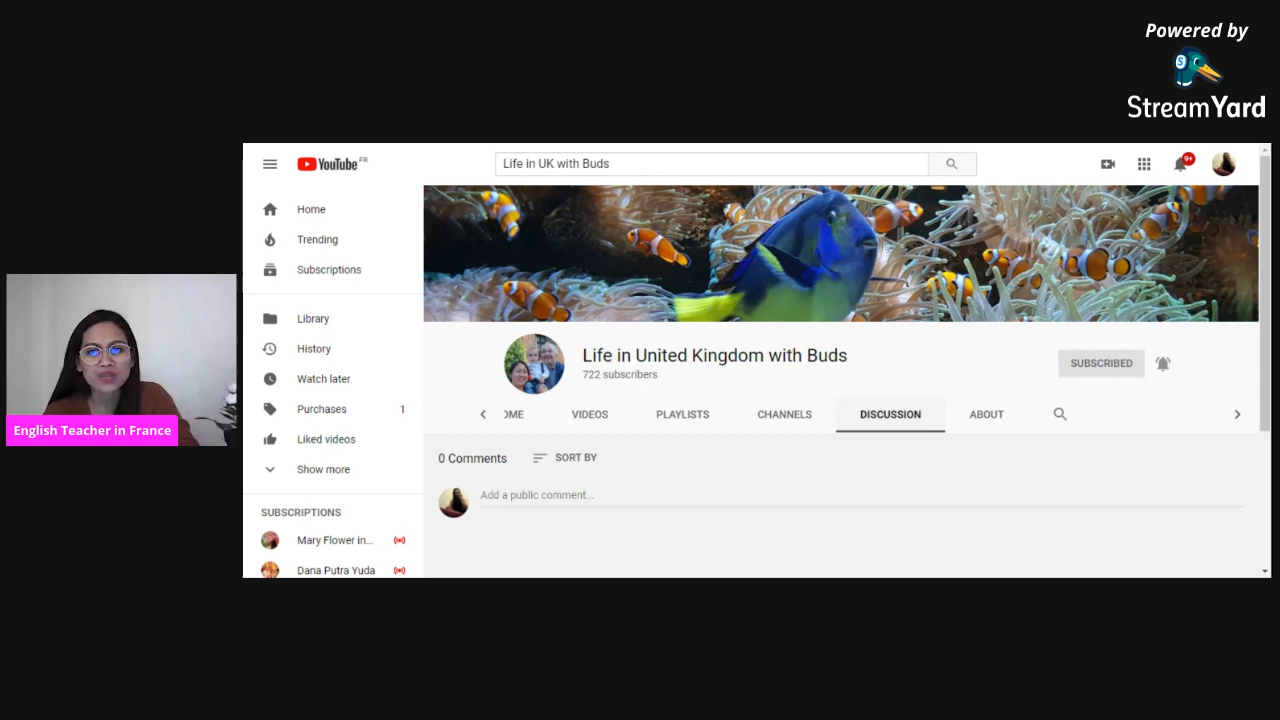 Powered by
StreamYard
YouTube FR
Life in UK with Buds
9+
Home
Trending
Subscriptions
Library
History
Watch later
Purchases 1
Liked videos
Show more
SUBSCRIPTIONS
Mary Flower in...
Dana Putra Yuda
Life in United Kingdom with Buds
722 subscribers
SUBSCRIBED
OME VIDEOS PLAYLISTS CHANNELS DISCUSSION ABOUT
0 Comments SORT BY
Add a public comment...
English Teacher in France